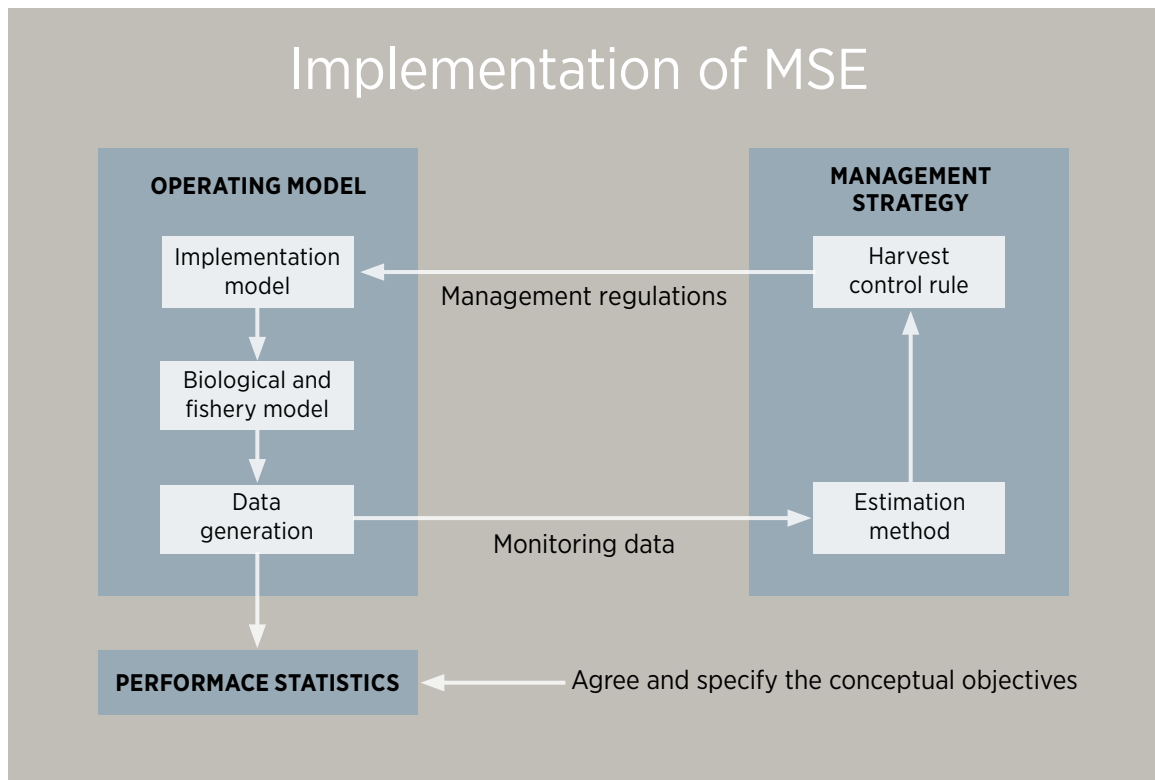 Implementation of MSE
OPERATING MODEL
Implementation
model
Biological and
fishery model
Data
generation
Management regulations
Monitoring data
MANAGEMENT
STRATEGY
Harvest
control rule
Estimation
method
PERFORMACE STATISTICS
Agree and specify the conceptual objectives